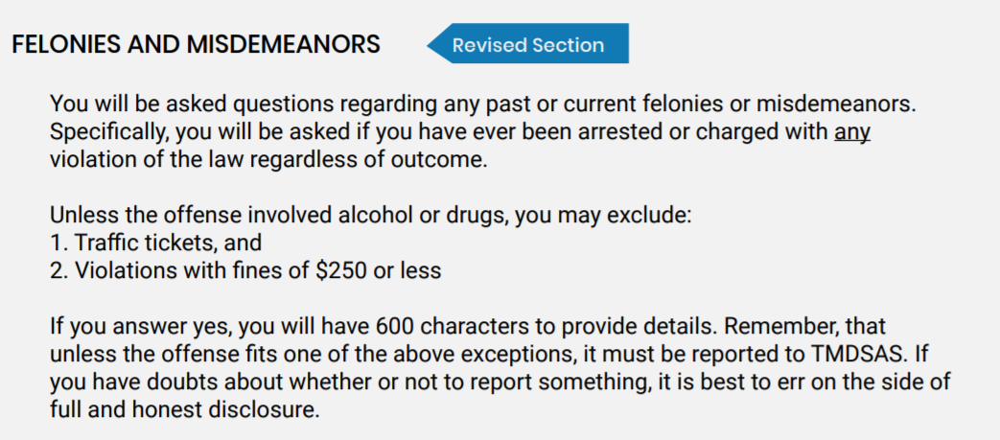 FELONIES AND MISDEMEANORS
Revised Section
You will be asked questions regarding any past or current felonies or misdemeanors.
Specifically, you will be asked if you have ever been arrested or charged with any
violation of the law regardless of outcome.
Unless the offense involved alcohol or drugs, you may exclude:
1. Traffic tickets, and
2. Violations with fines of $250 or less
If you answer yes, you will have 600 characters to provide details. Remember, that
unless the offense fits one of the above exceptions, it must be reported to TMDSAS. If
you have doubts about whether or not to report something, it is best to err on the side of
full and honest disclosure.